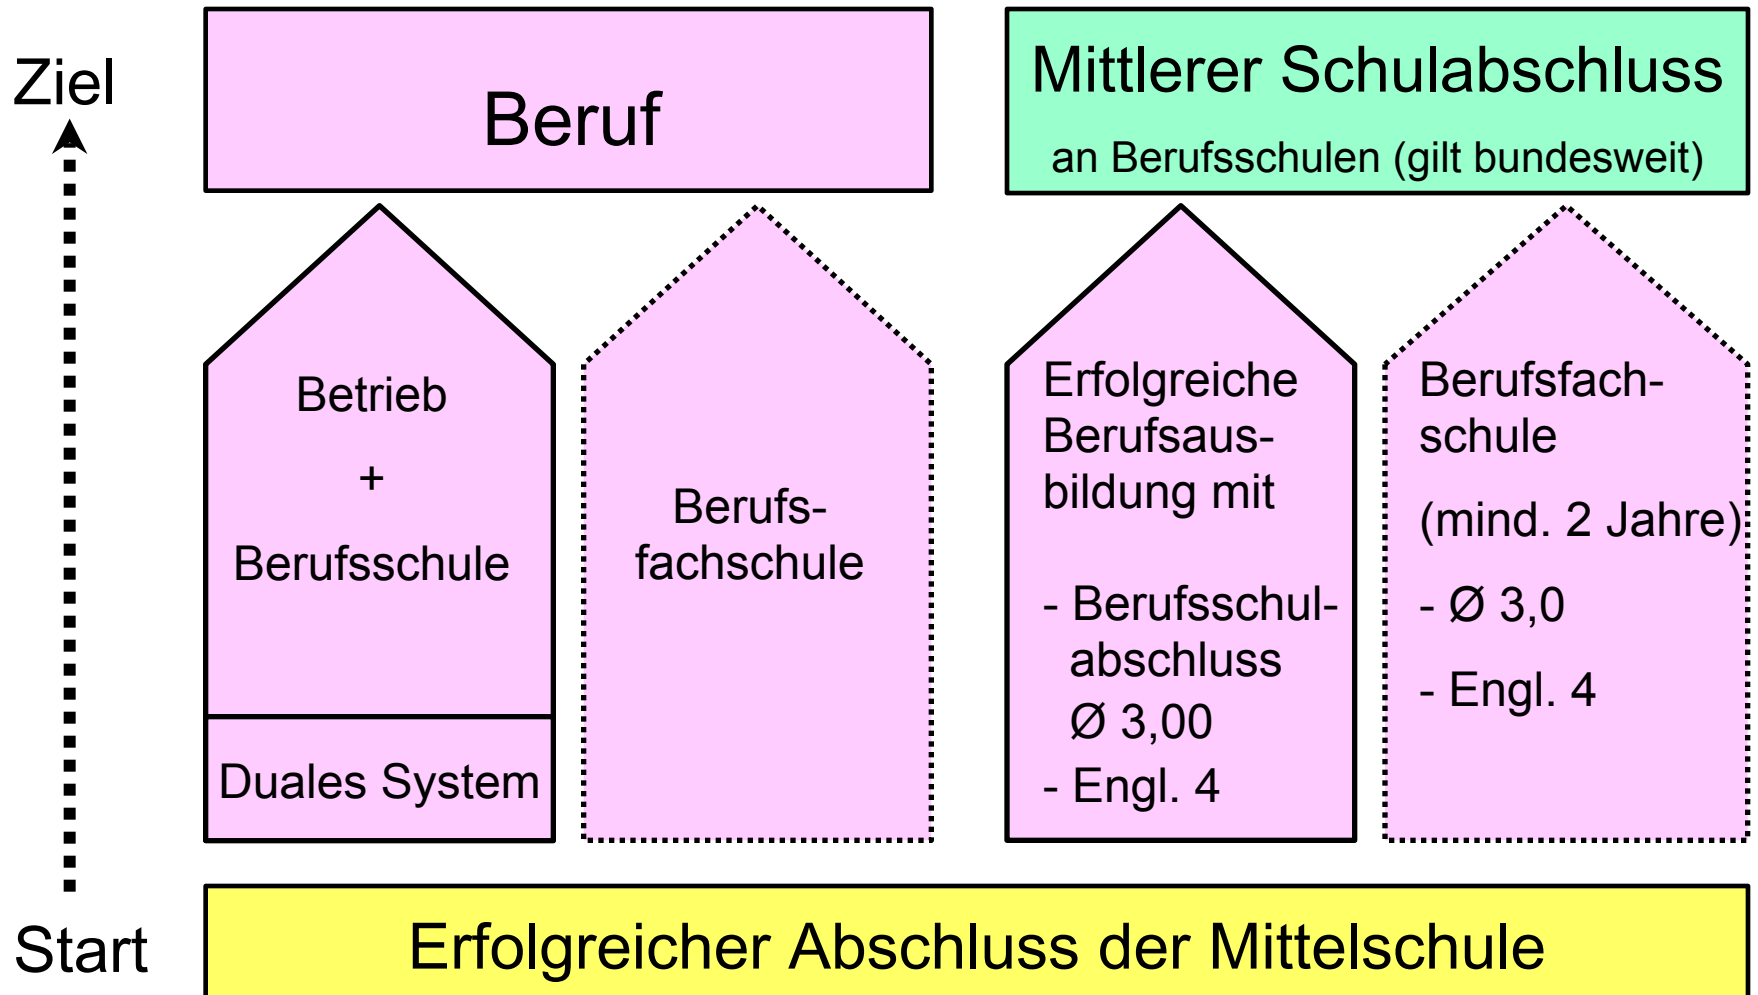 Ziel
Beruf
Mittlerer Schulabschluss
an Berufsschulen (gilt bundesweit)
Betrieb
+
Berufsschule
Duales System
Berufs-
fachschule
Erfolgreiche
Berufsaus-
bildung mit
- Berufsschul-
abschluss
Ø 3,00
- Engl. 4
Berufsfach-
schule
(mind. 2 Jahre)
- Ø 3,0
- Engl. 4
Start
Erfolgreicher Abschluss der Mittelschule